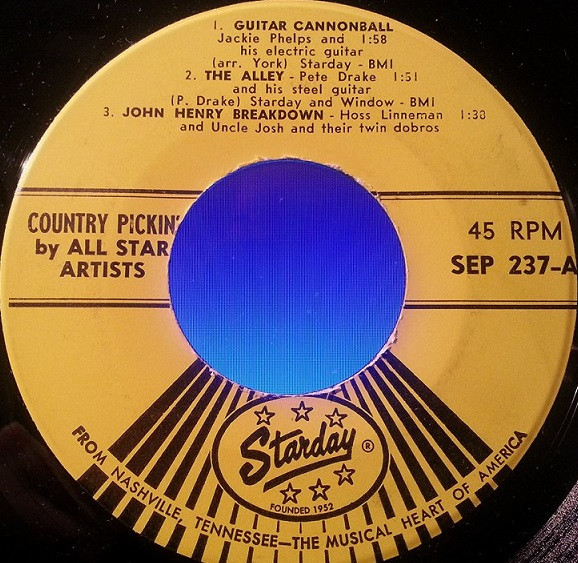 1. GUITAR CANNONBALL
Jackie Phelps and 1:58
his electric guitar
(arr. York) Starday - BMI
2. THE ALLEY - Pete Drake 1:51
and his steel guitar
(P. Drake) Starday and Window - BMI
3. JOHN HENRY BREAKDOWN - Hoss Linneman 1:38
and Uncle Josh and their twin dobros
COUNTRY PICKIN'
by ALL STAR
ARTISTS
45 RPM
SEP 237-A
Starday ®
FOUNDED 1952
FROM NASHVILLE, TENNESSEE—THE MUSICAL HEART OF AMERICA